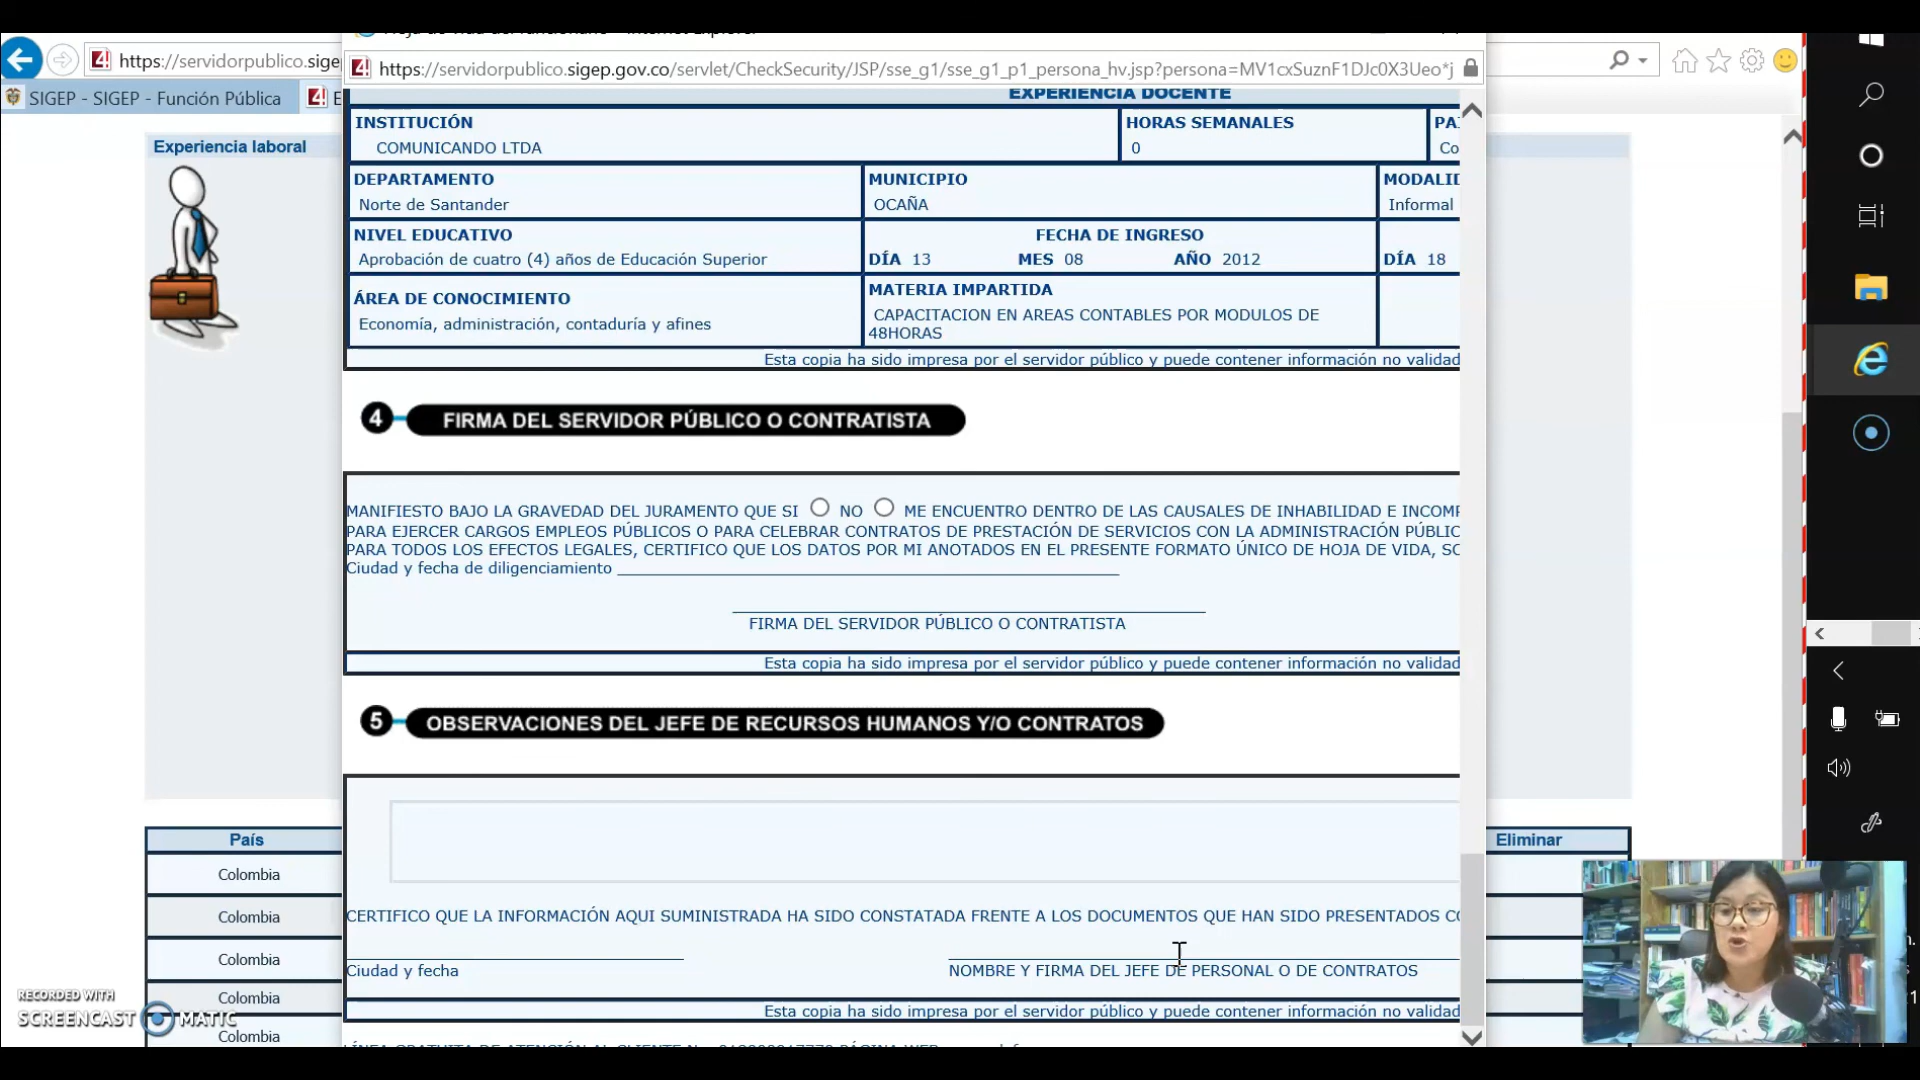 https://servidorpublico.sige
https://servidorpublico.sigep.gov.co/servlet/CheckSecurity/JSP/sse_g1/sse_g1_p1_persona_hv.jsp?persona=MV1cxSuznF1DJc0X3Ueo*j
SIGEP - SIGEP - Función Pública
E
Experiencia laboral
EXPERIENCIA DOCENTE
INSTITUCIÓN
HORAS SEMANALES
PAÍ
COMUNICANDO LTDA
0
Co
DEPARTAMENTO
MUNICIPIO
MODALID
Norte de Santander
OCAÑA
Informal
NIVEL EDUCATIVO
FECHA DE INGRESO
Aprobación de cuatro (4) años de Educación Superior
DÍA 13 MES 08 AÑO 2012
DÍA 18
ÁREA DE CONOCIMIENTO
MATERIA IMPARTIDA
Economía, administración, contaduría y afines
CAPACITACION EN AREAS CONTABLES POR MODULOS DE
48HORAS
Esta copia ha sido impresa por el servidor público y puede contener información no validad
4 FIRMA DEL SERVIDOR PÚBLICO O CONTRATISTA
MANIFIESTO BAJO LA GRAVEDAD DEL JURAMENTO QUE SI NO ME ENCUENTRO DENTRO DE LAS CAUSALES DE INHABILIDAD E INCOMP
PARA EJERCER CARGOS EMPLEOS PÚBLICOS O PARA CELEBRAR CONTRATOS DE PRESTACIÓN DE SERVICIOS CON LA ADMINISTRACIÓN PÚBLIC
PARA TODOS LOS EFECTOS LEGALES, CERTIFICO QUE LOS DATOS POR MI ANOTADOS EN EL PRESENTE FORMATO ÚNICO DE HOJA DE VIDA, SO
Ciudad y fecha de diligenciamiento
FIRMA DEL SERVIDOR PÚBLICO O CONTRATISTA
Esta copia ha sido impresa por el servidor público y puede contener información no validad
5 OBSERVACIONES DEL JEFE DE RECURSOS HUMANOS Y/O CONTRATOS
País
Eliminar
Colombia
Colombia
CERTIFICO QUE LA INFORMACIÓN AQUI SUMINISTRADA HA SIDO CONSTATADA FRENTE A LOS DOCUMENTOS QUE HAN SIDO PRESENTADOS CO
Colombia
Ciudad y fecha
NOMBRE Y FIRMA DEL JEFE DE PERSONAL O DE CONTRATOS
Colombia
Esta copia ha sido impresa por el servidor público y puede contener información no validad
Colombia
RECORDED WITH
SCREENCAST MATIC